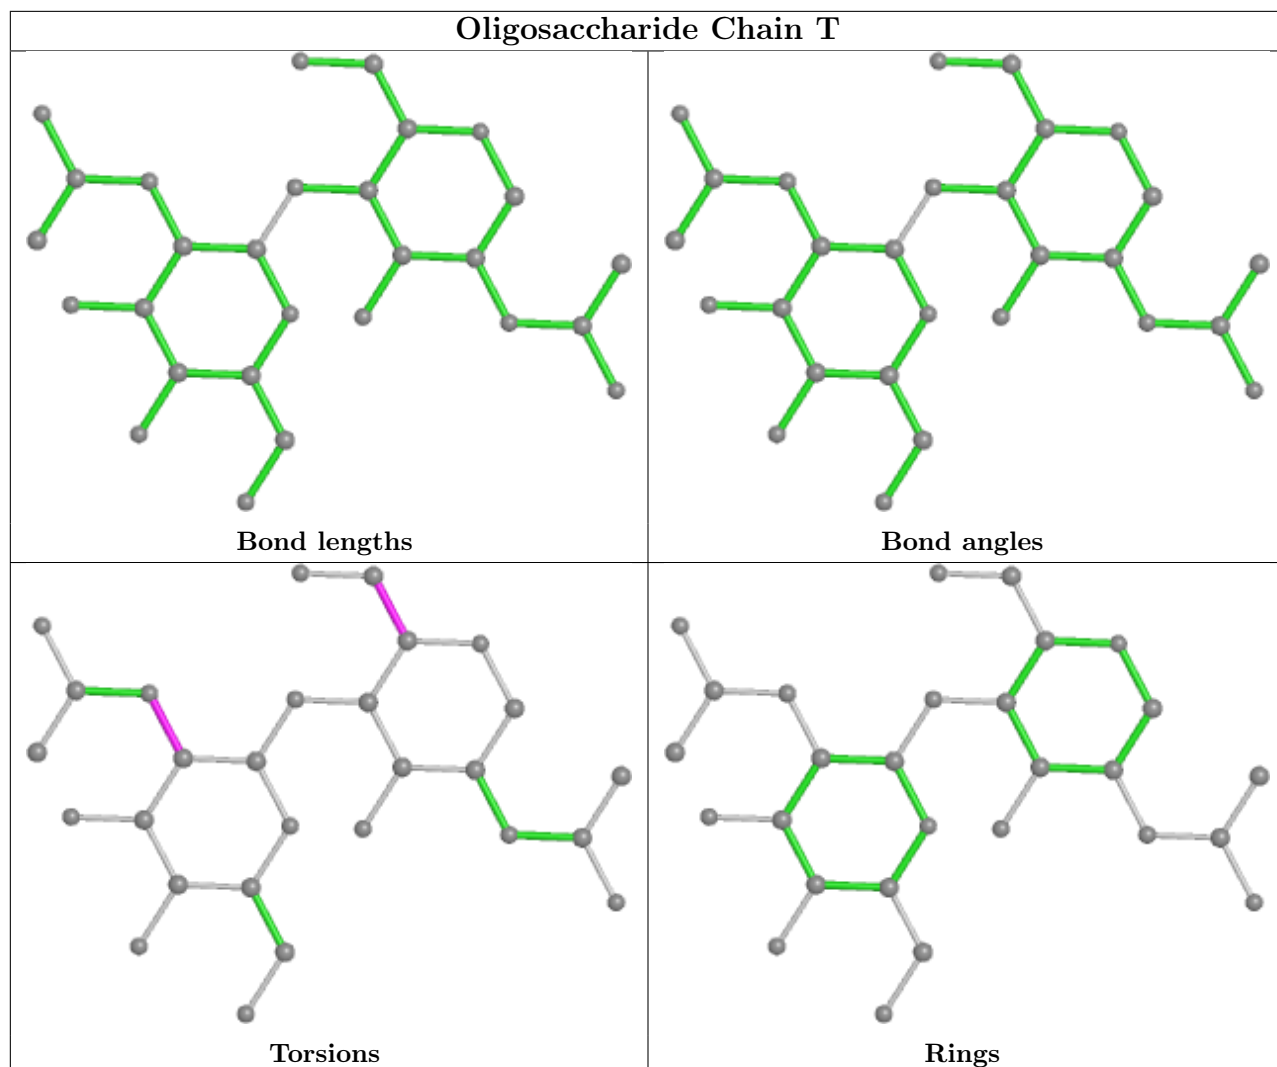 Oligosaccharide Chain T
Bond lengths
Bond angles
Torsions
Rings